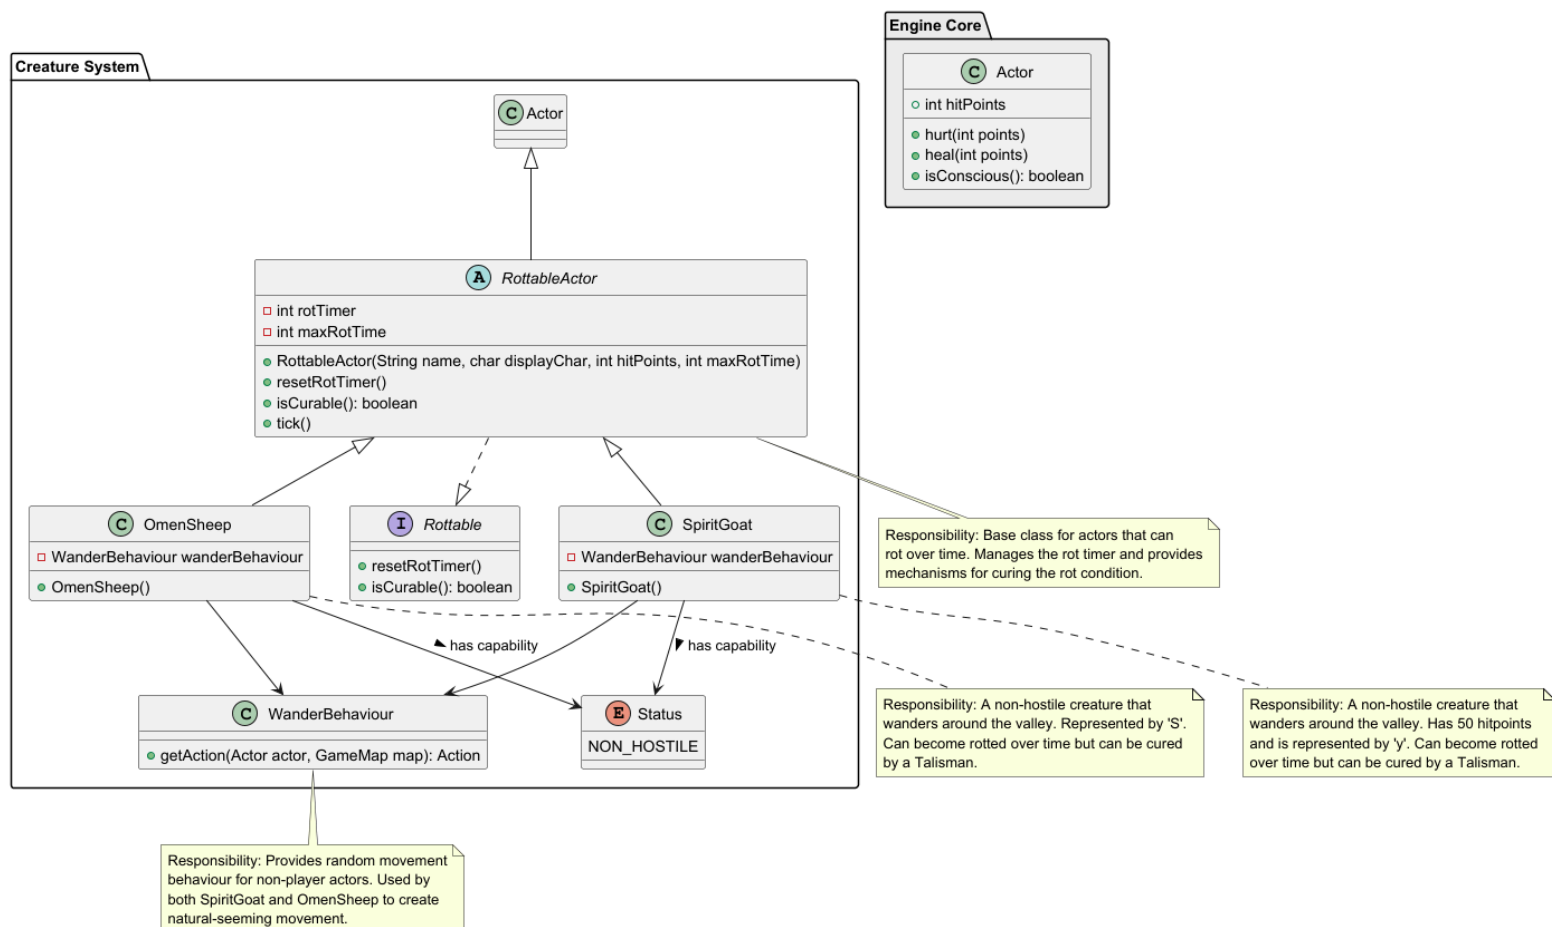 Engine Core
C Actor
int hitPoints
hurt(int points)
heal(int points)
isConscious(): boolean
Creature System
C Actor
A RottableActor
int rotTimer
int maxRotTime
RottableActor(String name, char displayChar, int hitPoints, int maxRotTime)
resetRotTimer()
isCurable(): boolean
tick()
C OmenSheep
WanderBehaviour wanderBehaviour
OmenSheep()
I Rottable
resetRotTimer()
isCurable(): boolean
C SpiritGoat
WanderBehaviour wanderBehaviour
SpiritGoat()
Responsibility: Base class for actors that can
rot over time. Manages the rot timer and provides
mechanisms for curing the rot condition.
has capability
has capability
C WanderBehaviour
getAction(Actor actor, GameMap map): Action
E Status
NON_HOSTILE
Responsibility: A non-hostile creature that
wanders around the valley. Represented by 'S'.
Can become rotted over time but can be cured
by a Talisman.
Responsibility: A non-hostile creature that
wanders around the valley. Has 50 hitpoints
and is represented by 'y'. Can become rotted
over time but can be cured by a Talisman.
Responsibility: Provides random movement
behaviour for non-player actors. Used by
both SpiritGoat and OmenSheep to create
natural-seeming movement.